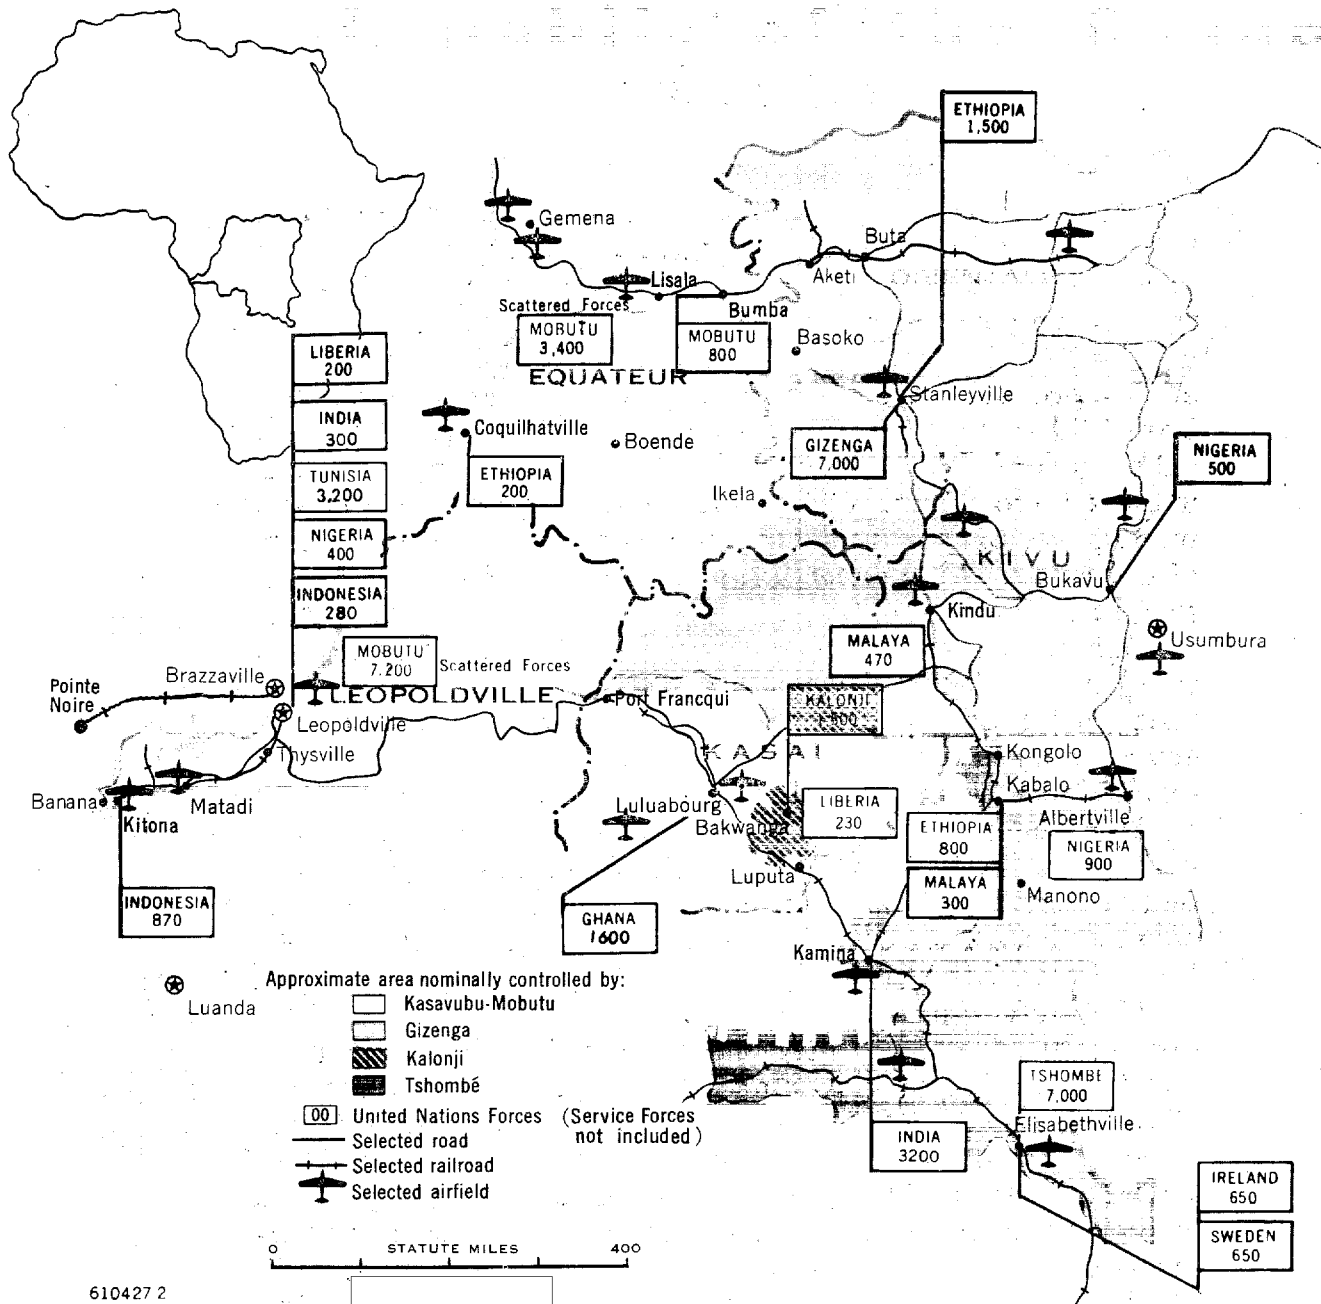 ETHIOPIA
1,500
Gemena
Buta
Lisala
Aketi
ORIENTALE
Scattered Forces
Bumba
MOBUTU
3,400
MOBUTU
800
Basoko
LIBERIA
200
EQUATEUR
Stanleyville
INDIA
300
Coquilhatville
Boende
GIZENGA
7,000
NIGERIA
500
TUNISIA
3,200
ETHIOPIA
200
Ikela
NIGERIA
400
KIVU
Bukavu
INDONESIA
280
Kindu
Usumbura
MALAYA
470
MOBUTU
7,200
Scattered Forces
Brazzaville
Pointe
Noire
LEOPOLDVILLE
Port Francqui
KALONJI
1,500
Leopoldville
Thysville
KASAI
Kongolo
Banana
Kitona
Matadi
Luluabourg
Bakwanga
LIBERIA
230
Kabalo
Albertville
ETHIOPIA
800
NIGERIA
900
Luputa
MALAYA
300
Manono
INDONESIA
870
GHANA
1600
Kamina
Luanda
Approximate area nominally controlled by:
Kasavubu-Mobutu
Gizenga
Kalonji
Tshombé
00 United Nations Forces (Service Forces
not included)
Selected road
Selected railroad
Selected airfield
TSHOMBE
7,000
Elisabethville
INDIA
3200
IRELAND
650
SWEDEN
650
0 STATUTE MILES 400
610427 2